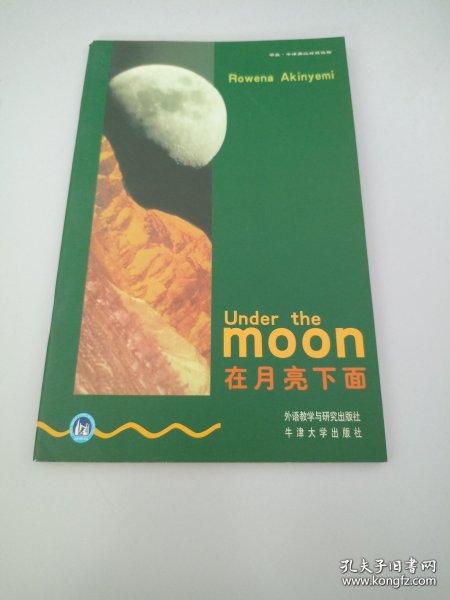 书虫·牛津英汉对照读物
Rowena Akinyemi
Under the
moon
在月亮下面
外语教学与研究出版社
牛津大学出版社
孔夫子旧书网
www.kongfz.com